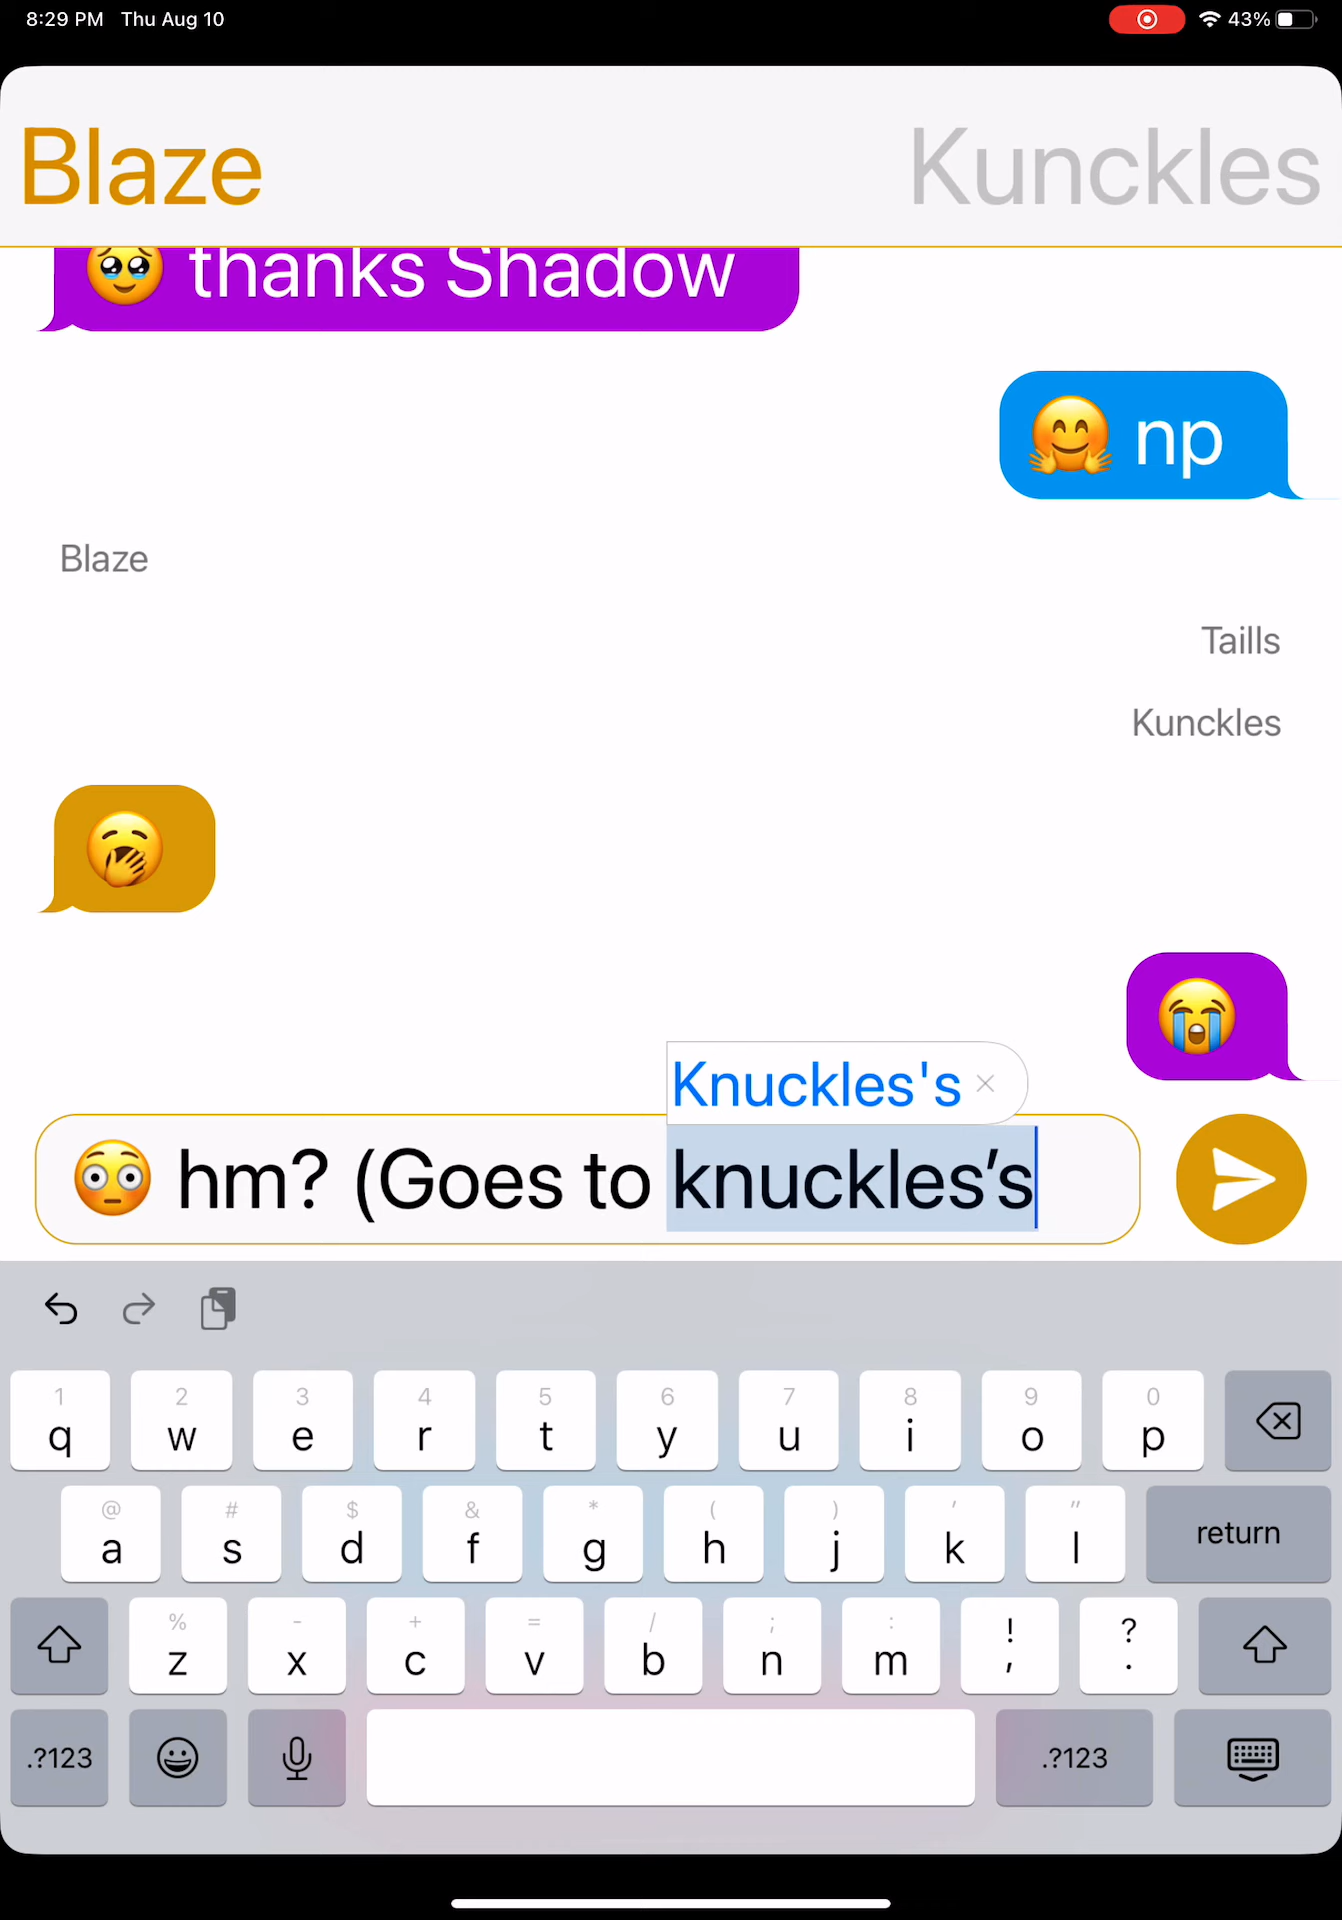 8:29 PM Thu Aug 10 43%
Blaze Kunckles
🥹 thanks Shadow
🤗 np
Blaze
Taills
Kunckles
🥱
😭
Knuckles's ×
😳 hm? (Goes to knuckles’s
1 2 3 4 5 6 7 8 9 0
q w e r t y u i o p
@ # $ & * ( ) ' "
a s d f g h j k l return
% - + = / ; : ! ?
z x c v b n m , .
.?123 .?123